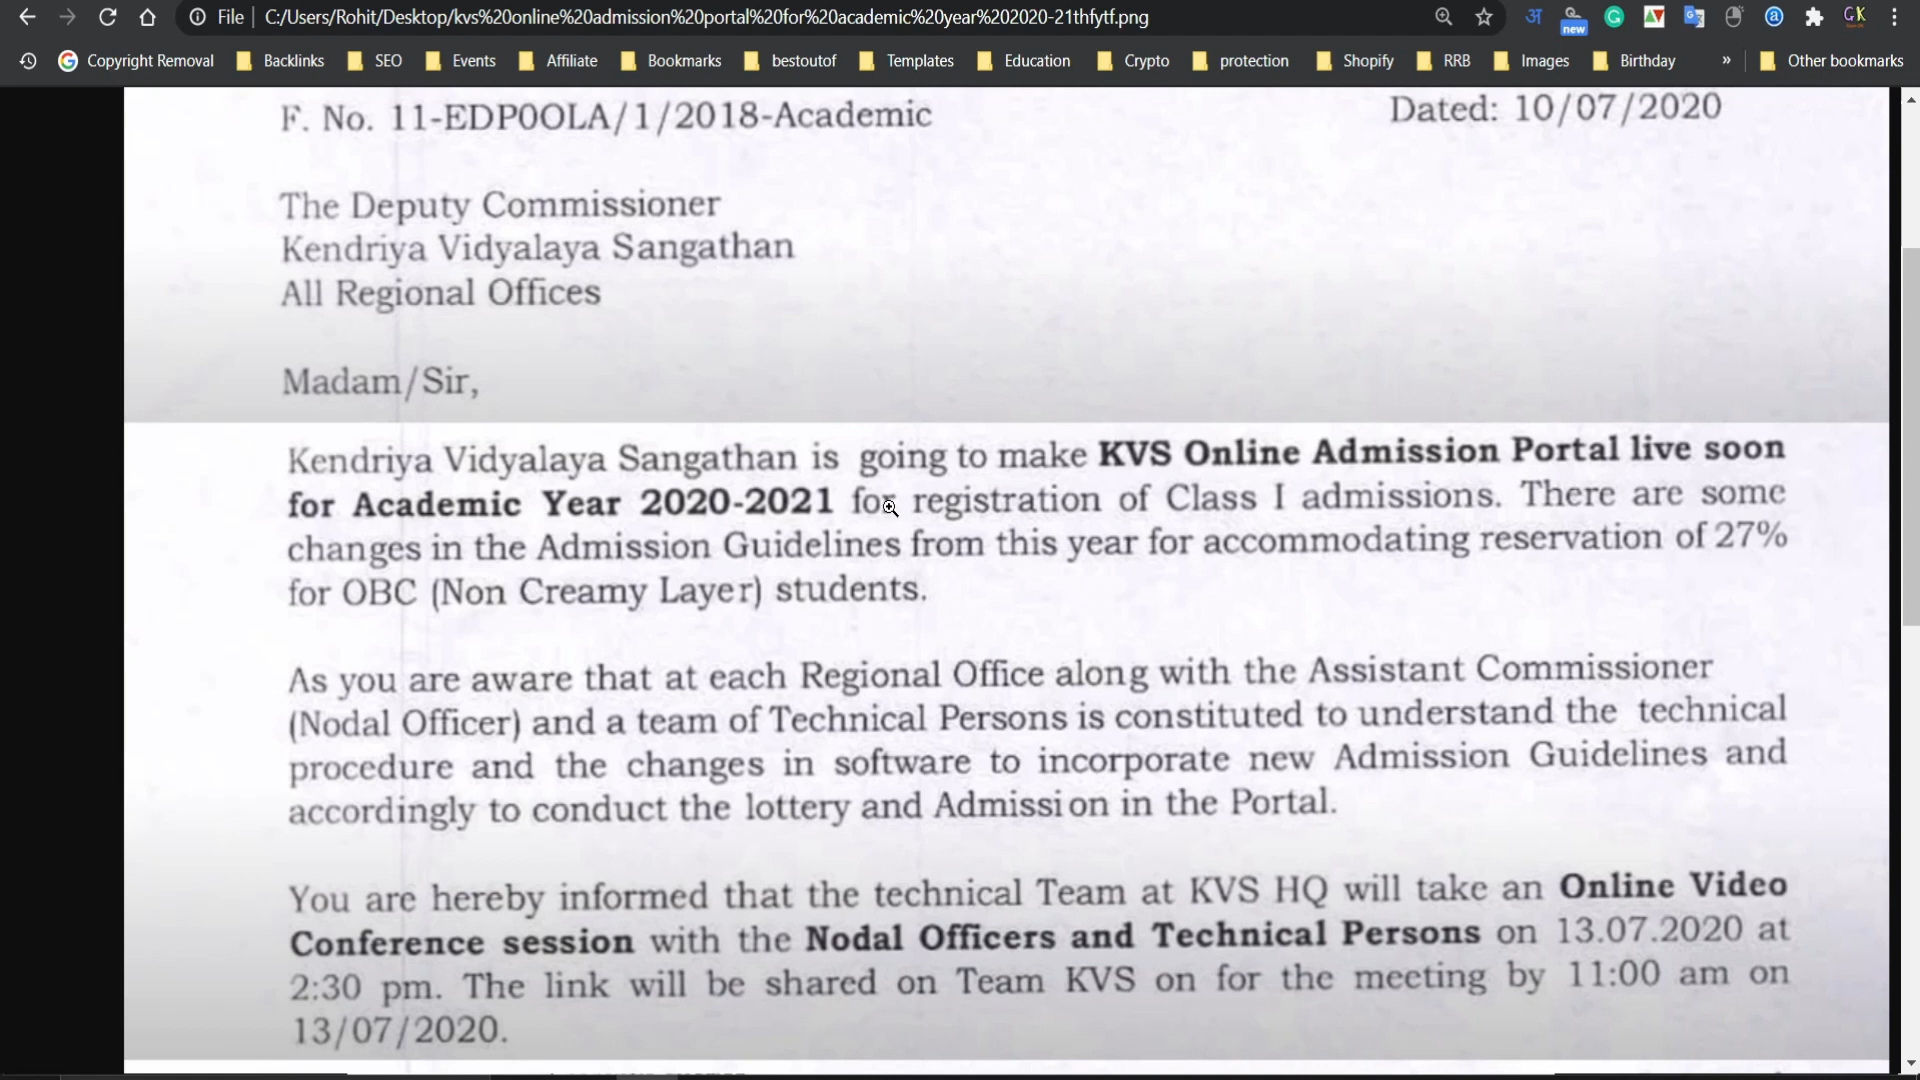 File C:/Users/Rohit/Desktop/kvs%20online%20admission%20portal%20for%20academic%20year%202020-21thfytf.png
new
GK
Copyright Removal Backlinks SEO Events Affiliate Bookmarks bestoutof Templates Education Crypto protection Shopify RRB Images Birthday » Other bookmarks
F. No. 11-EDP0OLA/1/2018-Academic Dated: 10/07/2020
The Deputy Commissioner
Kendriya Vidyalaya Sangathan
All Regional Offices
Madam/Sir,
Kendriya Vidyalaya Sangathan is going to make KVS Online Admission Portal live soon
for Academic Year 2020-2021 for registration of Class I admissions. There are some
changes in the Admission Guidelines from this year for accommodating reservation of 27%
for OBC (Non Creamy Layer) students.
As you are aware that at each Regional Office along with the Assistant Commissioner
(Nodal Officer) and a team of Technical Persons is constituted to understand the technical
procedure and the changes in software to incorporate new Admission Guidelines and
accordingly to conduct the lottery and Admission in the Portal.
You are hereby informed that the technical Team at KVS HQ will take an Online Video
Conference session with the Nodal Officers and Technical Persons on 13.07.2020 at
2:30 pm. The link will be shared on Team KVS on for the meeting by 11:00 am on
13/07/2020.